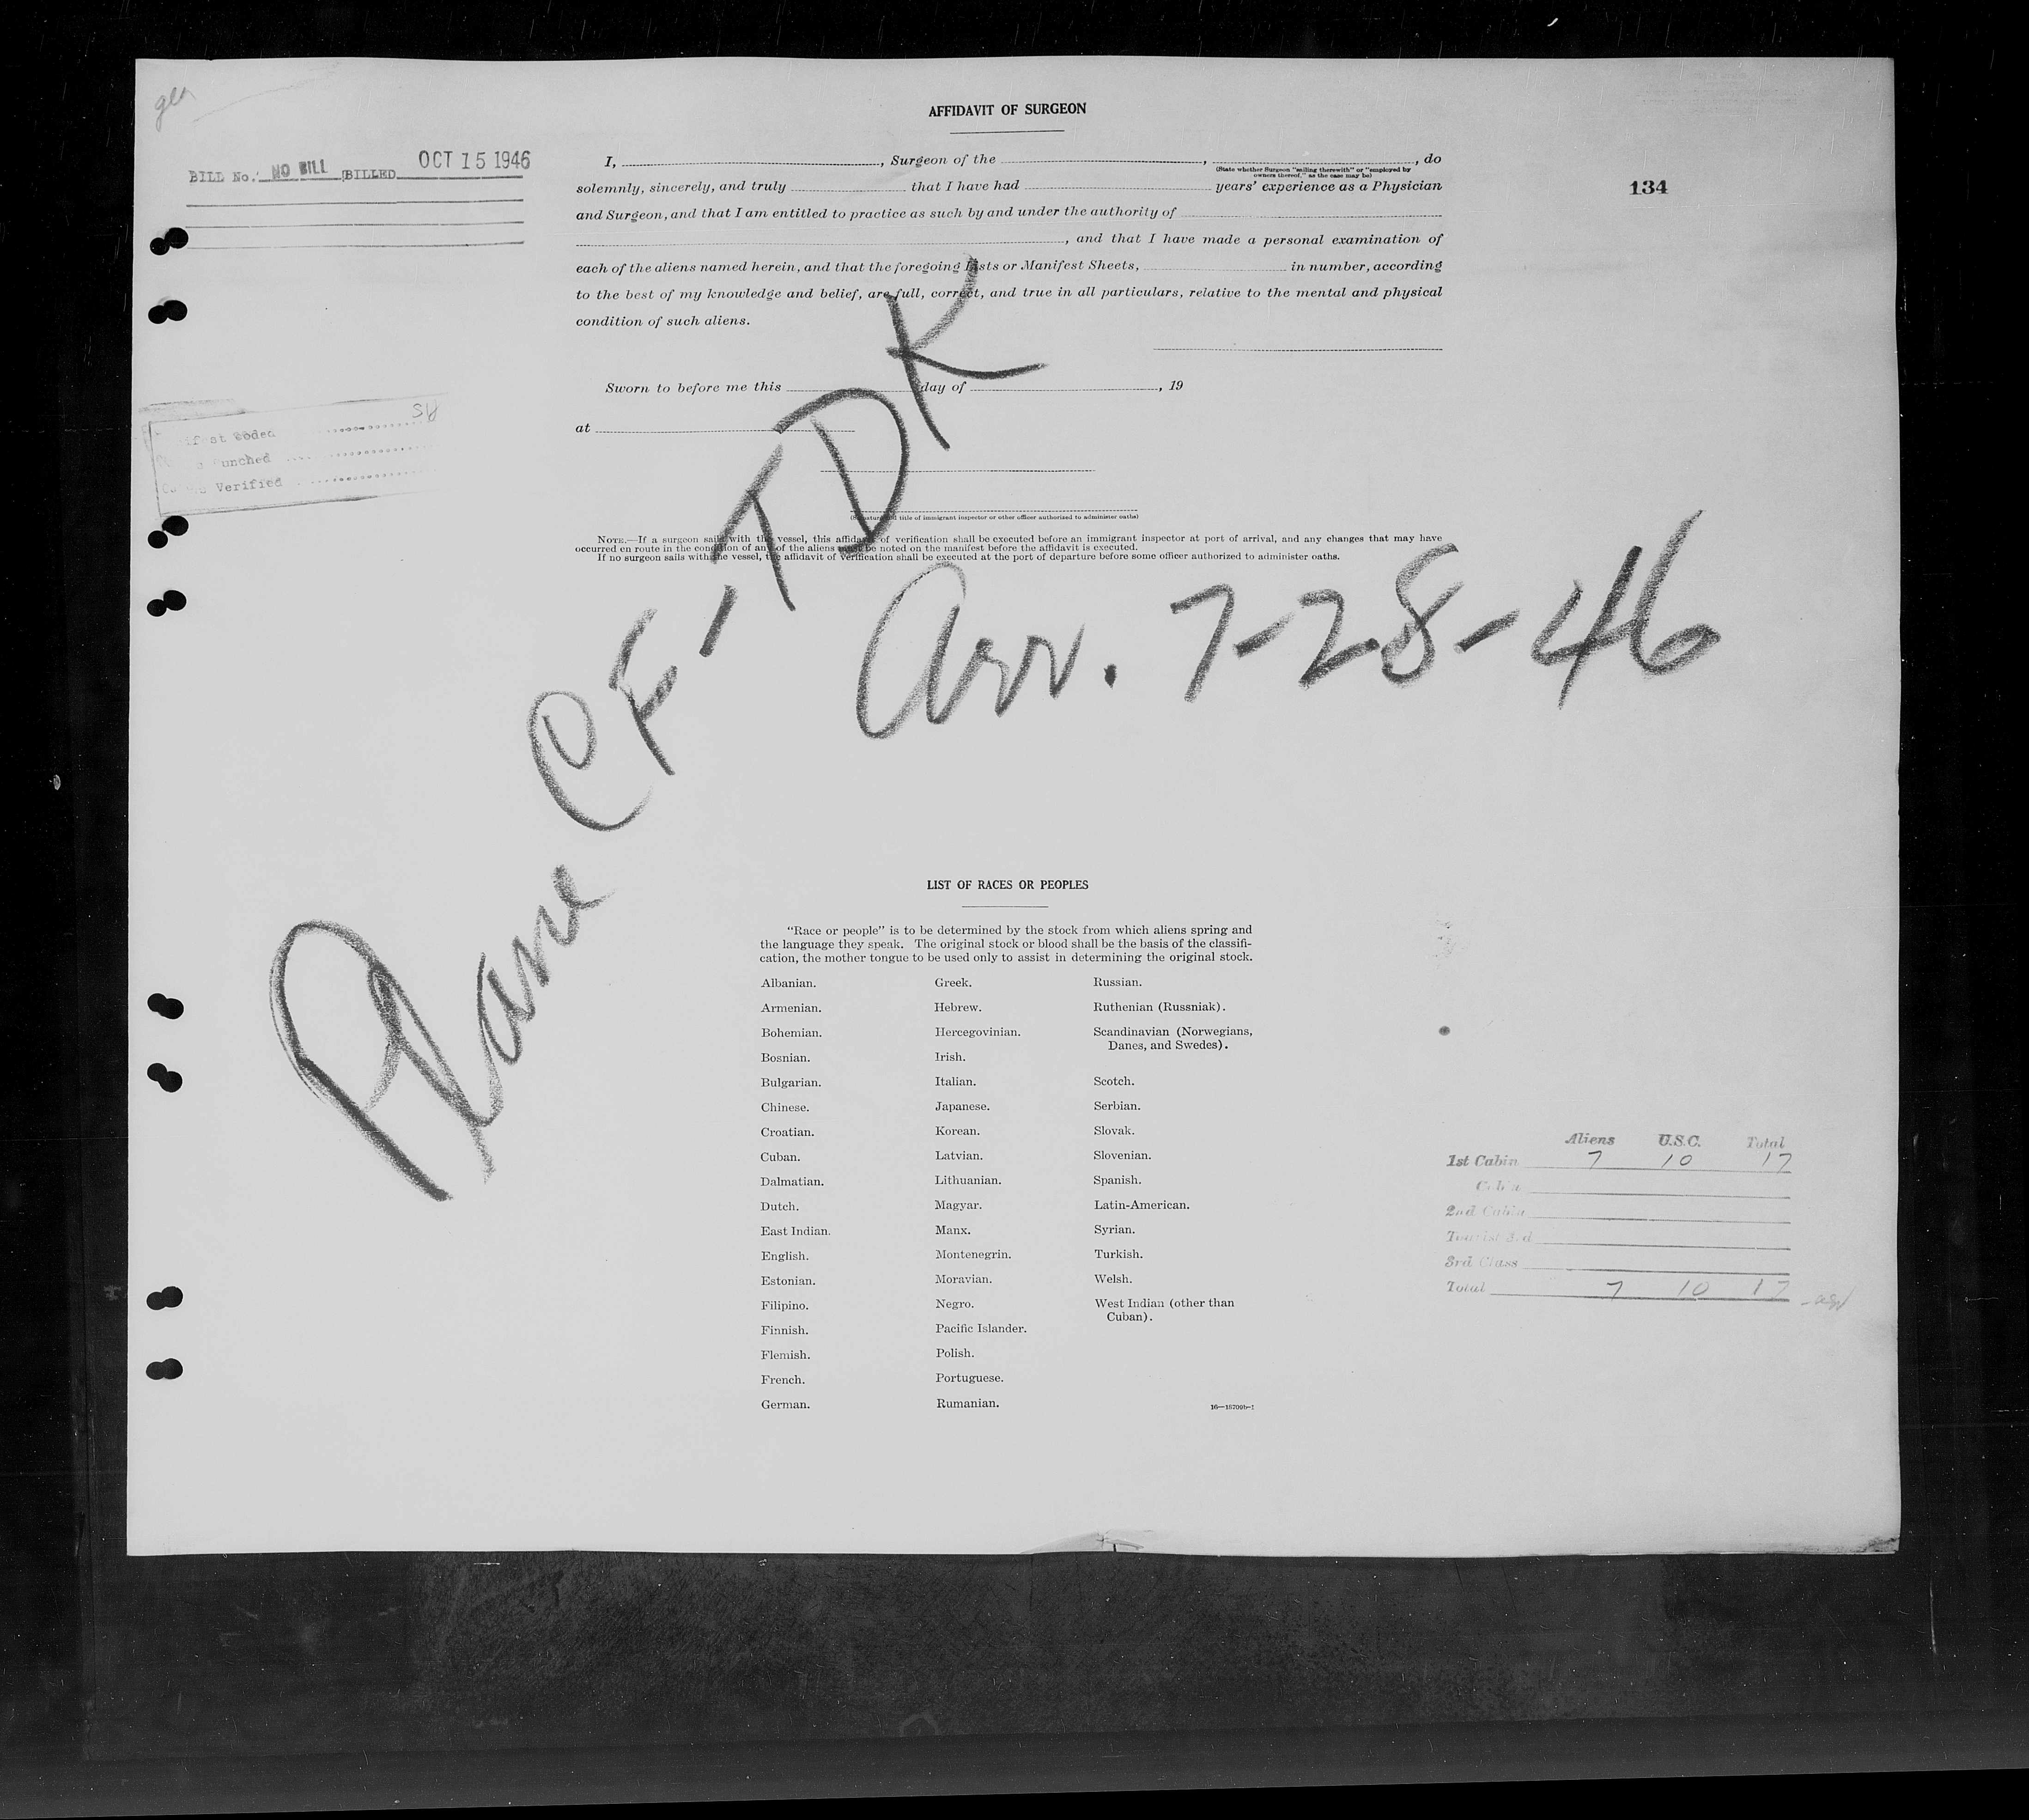 AFFIDAVIT OF SURGEON
BILL No. NO BILL BILLED OCT 15 1946
134
I, , Surgeon of the , , do
(State whether Surgeon "sailing therewith" or "employed by owners thereof," as the case may be)
solemnly, sincerely, and truly that I have had years' experience as a Physician
and Surgeon, and that I am entitled to practice as such by and under the authority of
, and that I have made a personal examination of
each of the aliens named herein, and that the foregoing Lists or Manifest Sheets, in number, according
to the best of my knowledge and belief, are full, correct, and true in all particulars, relative to the mental and physical
condition of such aliens.
Sworn to before me this day of , 19
at
Coded
Punched
Verified
(Signature and title of immigrant inspector or other officer authorized to administer oaths)
NOTE.—If a surgeon sails with the vessel, this affidavit of verification shall be executed before an immigrant inspector at port of arrival, and any changes that may have
occurred en route in the condition of any of the aliens must be noted on the manifest before the affidavit is executed.
If no surgeon sails with the vessel, the affidavit of verification shall be executed at the port of departure before some officer authorized to administer oaths.
Plane CF-TDK
Arr. 7-28-46
LIST OF RACES OR PEOPLES
"Race or people" is to be determined by the stock from which aliens spring and
the language they speak. The original stock or blood shall be the basis of the classifi-
cation, the mother tongue to be used only to assist in determining the original stock.
Albanian.
Armenian.
Bohemian.
Bosnian.
Bulgarian.
Chinese.
Croatian.
Cuban.
Dalmatian.
Dutch.
East Indian.
English.
Estonian.
Filipino.
Finnish.
Flemish.
French.
German.
Greek.
Hebrew.
Hercegovinian.
Irish.
Italian.
Japanese.
Korean.
Latvian.
Lithuanian.
Magyar.
Manx.
Montenegrin.
Moravian.
Negro.
Pacific Islander.
Polish.
Portuguese.
Rumanian.
Russian.
Ruthenian (Russniak).
Scandinavian (Norwegians,
Danes, and Swedes).
Scotch.
Serbian.
Slovak.
Slovenian.
Spanish.
Latin-American.
Syrian.
Turkish.
Welsh.
West Indian (other than
Cuban).
16—18709b-1
Aliens U.S.C. Total
1st Cabin 7 10 17
Cabin
2nd Cabin
3rd Class
Total 7 10 17